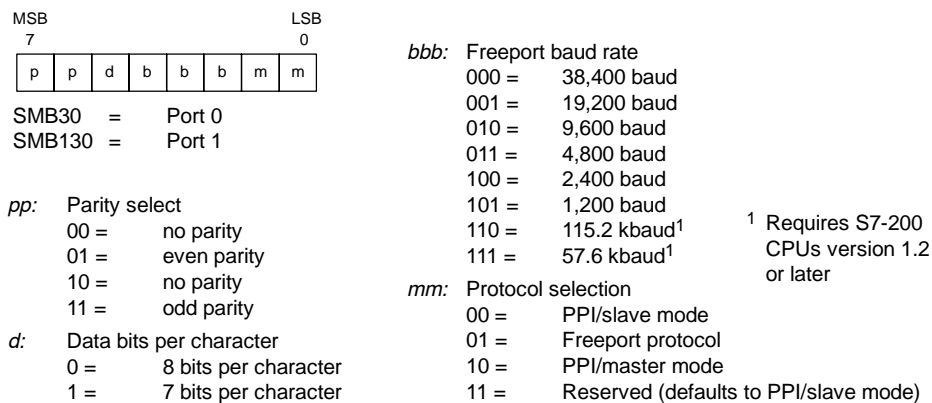 MSB LSB
7 0
p p d b b b m m
SMB30 = Port 0
SMB130 = Port 1
pp: Parity select
00 = no parity
01 = even parity
10 = no parity
11 = odd parity
d: Data bits per character
0 = 8 bits per character
1 = 7 bits per character
bbb: Freeport baud rate
000 = 38,400 baud
001 = 19,200 baud
010 = 9,600 baud
011 = 4,800 baud
100 = 2,400 baud
101 = 1,200 baud
110 = 115.2 kbaud1
111 = 57.6 kbaud1
1 Requires S7-200
CPUs version 1.2
or later
mm: Protocol selection
00 = PPI/slave mode
01 = Freeport protocol
10 = PPI/master mode
11 = Reserved (defaults to PPI/slave mode)